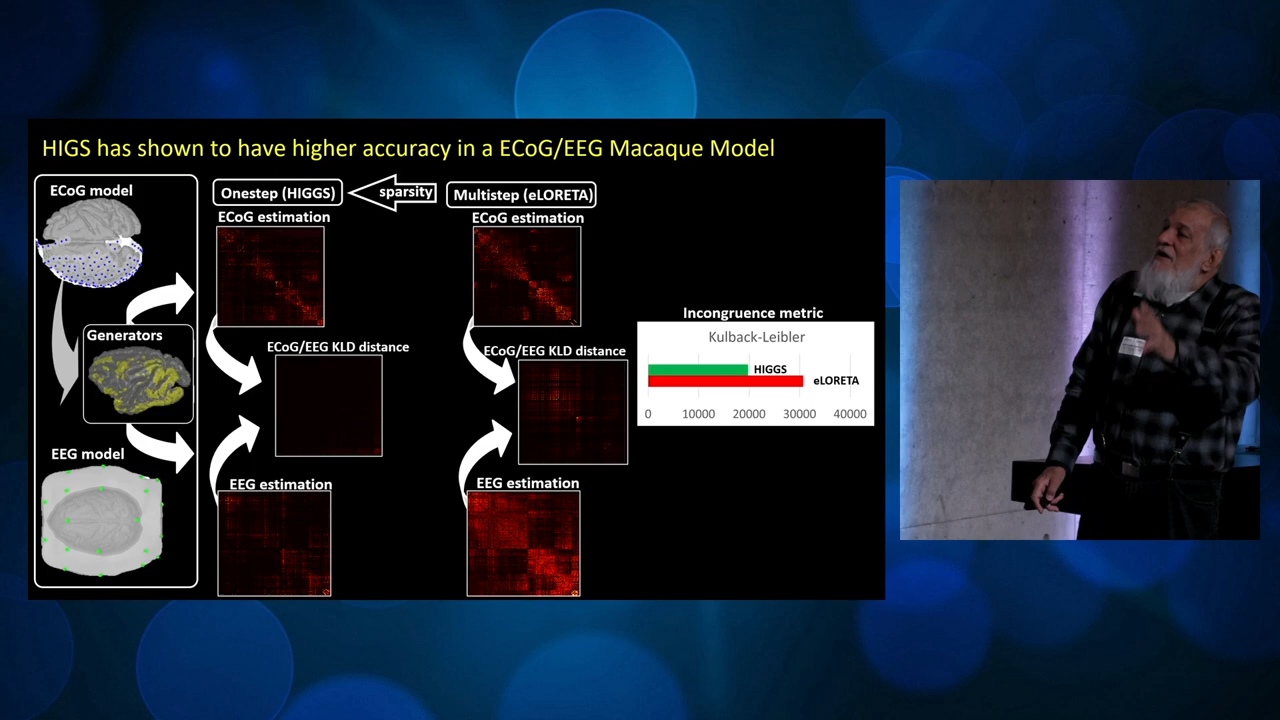 HIGS has shown to have higher accuracy in a ECoG/EEG Macaque Model
ECoG model
Generators
EEG model
Onestep (HIGGS)
sparsity
Multistep (eLORETA)
ECoG estimation
ECoG/EEG KLD distance
EEG estimation
ECoG estimation
ECoG/EEG KLD distance
EEG estimation
Incongruence metric
Kulback-Leibler
HIGGS
eLORETA
0 10000 20000 30000 40000